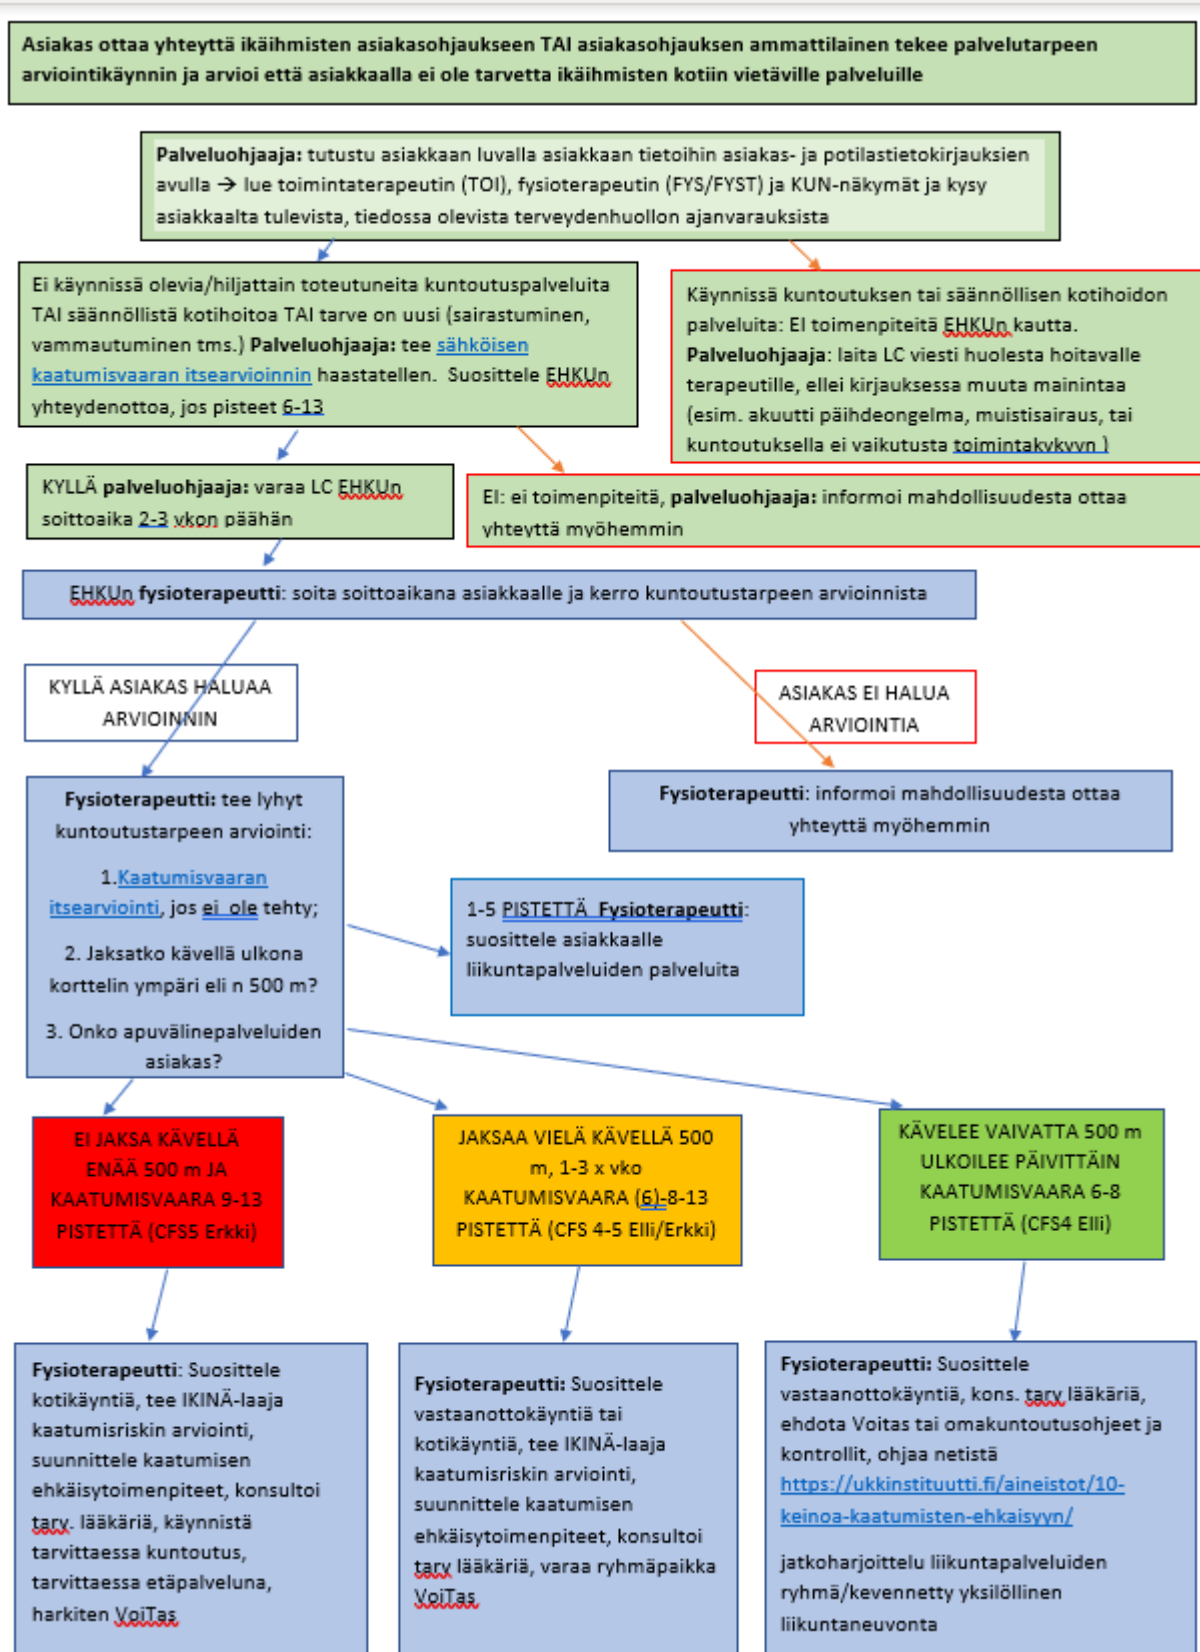 Asiakas ottaa yhteyttä ikäihmisten asiakasohjaukseen TAI asiakasohjauksen ammattilainen tekee palvelutarpeen
arviointikäynnin ja arvioi että asiakkaalla ei ole tarvetta ikäihmisten kotiin vietäville palveluille
Palveluohjaaja: tutustu asiakkaan luvalla asiakkaan tietoihin asiakas- ja potilastietokirjauksien
avulla → lue toimintaterapeutin (TOI), fysioterapeutin (FYS/FYST) ja KUN-näkymät ja kysy
asiakkaalta tulevista, tiedossa olevista terveydenhuollon ajanvarauksista
Ei käynnissä olevia/hiljattain toteutuneita kuntoutuspalveluita
TAI säännöllistä kotihoitoa TAI tarve on uusi (sairastuminen,
vammautuminen tms.) Palveluohjaaja: tee sähköisen
kaatumisvaaran itsearvioinnin haastatellen. Suosittele EHKUn
yhteydenottoa, jos pisteet 6-13
Käynnissä kuntoutuksen tai säännöllisen kotihoidon
palveluita: EI toimenpiteitä EHKUn kautta.
Palveluohjaaja: laita LC viesti huolesta hoitavalle
terapeutille, ellei kirjauksessa muuta mainintaa
(esim. akuutti päihdeongelma, muistisairaus, tai
kuntoutuksella ei vaikutusta toimintakykyyn )
KYLLÄ palveluohjaaja: varaa LC EHKUn
soittoaika 2-3 vkon päähän
EI: ei toimenpiteitä, palveluohjaaja: informoi mahdollisuudesta ottaa
yhteyttä myöhemmin
EHKUn fysioterapeutti: soita soittoaikana asiakkaalle ja kerro kuntoutustarpeen arvioinnista
KYLLÄ ASIAKAS HALUAA
ARVIOINNIN
ASIAKAS EI HALUA
ARVIOINTIA
Fysioterapeutti: tee lyhyt
kuntoutustarpeen arviointi:
1.Kaatumisvaaran
itsearviointi, jos ei ole tehty;
2. Jaksatko kävellä ulkona
korttelin ympäri eli n 500 m?
3. Onko apuvälinepalveluiden
asiakas?
Fysioterapeutti: informoi mahdollisuudesta ottaa
yhteyttä myöhemmin
1-5 PISTETTÄ Fysioterapeutti:
suosittele asiakkaalle
liikuntapalveluiden palveluita
EI JAKSA KÄVELLÄ
ENÄÄ 500 m JA
KAATUMISVAARA 9-13
PISTETTÄ (CFS5 Erkki)
JAKSAA VIELÄ KÄVELLÄ 500
m, 1-3 x vko
KAATUMISVAARA (6)-8-13
PISTETTÄ (CFS 4-5 Elli/Erkki)
KÄVELEE VAIVATTA 500 m
ULKOILEE PÄIVITTÄIN
KAATUMISVAARA 6-8
PISTETTÄ (CFS4 Elli)
Fysioterapeutti: Suosittele
kotikäyntiä, tee IKINÄ-laaja
kaatumisriskin arviointi,
suunnittele kaatumisen
ehkäisytoimenpiteet, konsultoi
tarv. lääkäriä, käynnistä
tarvittaessa kuntoutus,
tarvittaessa etäpalveluna,
harkiten VoiTas
Fysioterapeutti: Suosittele
vastaanottokäyntiä tai
kotikäyntiä, tee IKINÄ-laaja
kaatumisriskin arviointi,
suunnittele kaatumisen
ehkäisytoimenpiteet, konsultoi
tarv lääkäriä, varaa ryhmäpaikka
VoiTas
Fysioterapeutti: Suosittele
vastaanottokäyntiä, kons. tarv lääkäriä,
ehdota Voitas tai omakuntoutusohjeet ja
kontrollit, ohjaa netistä
https://ukkinstituutti.fi/aineistot/10-
keinoa-kaatumisten-ehkaisyyn/
jatkoharjoittelu liikuntapalveluiden
ryhmä/kevennetty yksilöllinen
liikuntaneuvonta